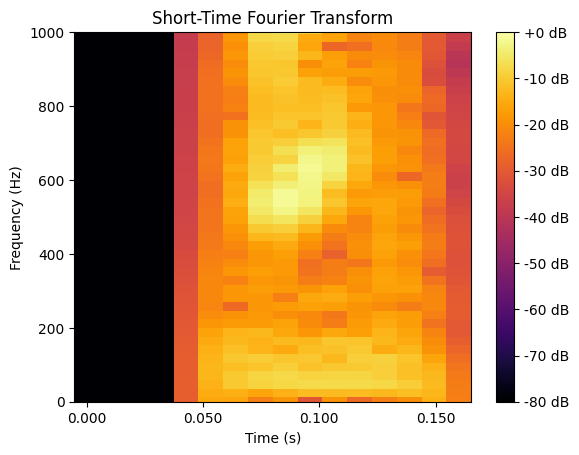 Short-Time Fourier Transform
1000
800
600
400
200
0
Frequency (Hz)
0.000
0.050
0.100
0.150
Time (s)
+0 dB
-10 dB
-20 dB
-30 dB
-40 dB
-50 dB
-60 dB
-70 dB
-80 dB